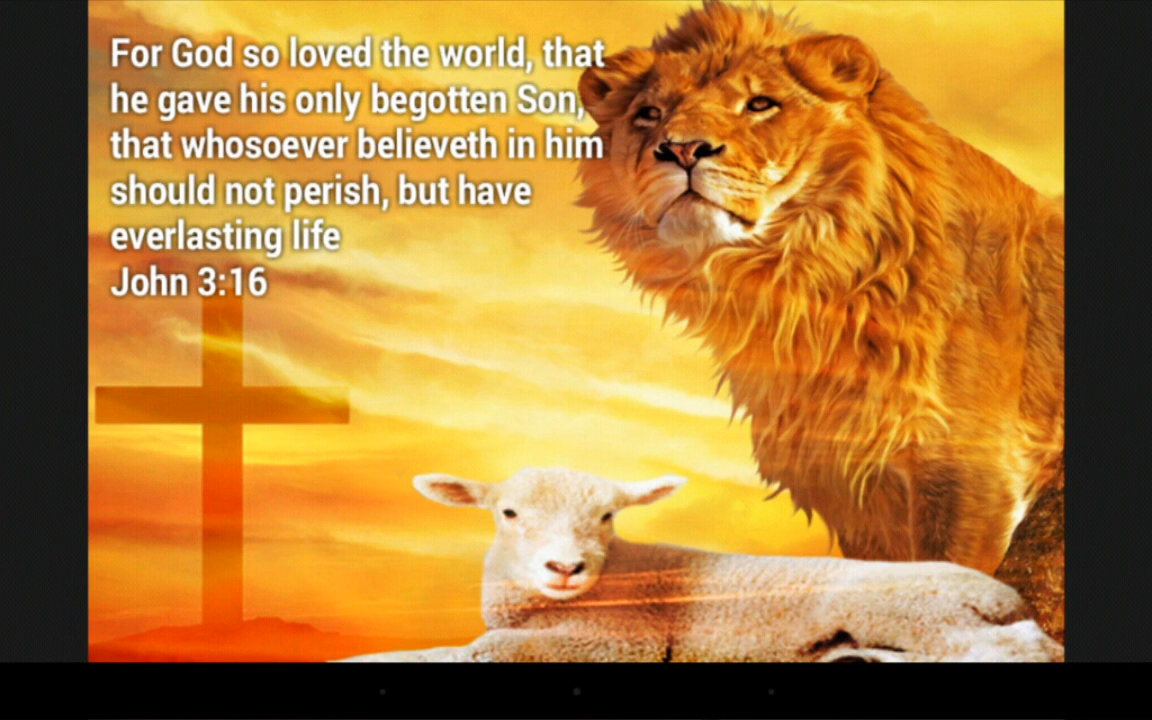 For God so loved the world, that
he gave his only begotten Son,
that whosoever believeth in him
should not perish, but have
everlasting life
John 3:16